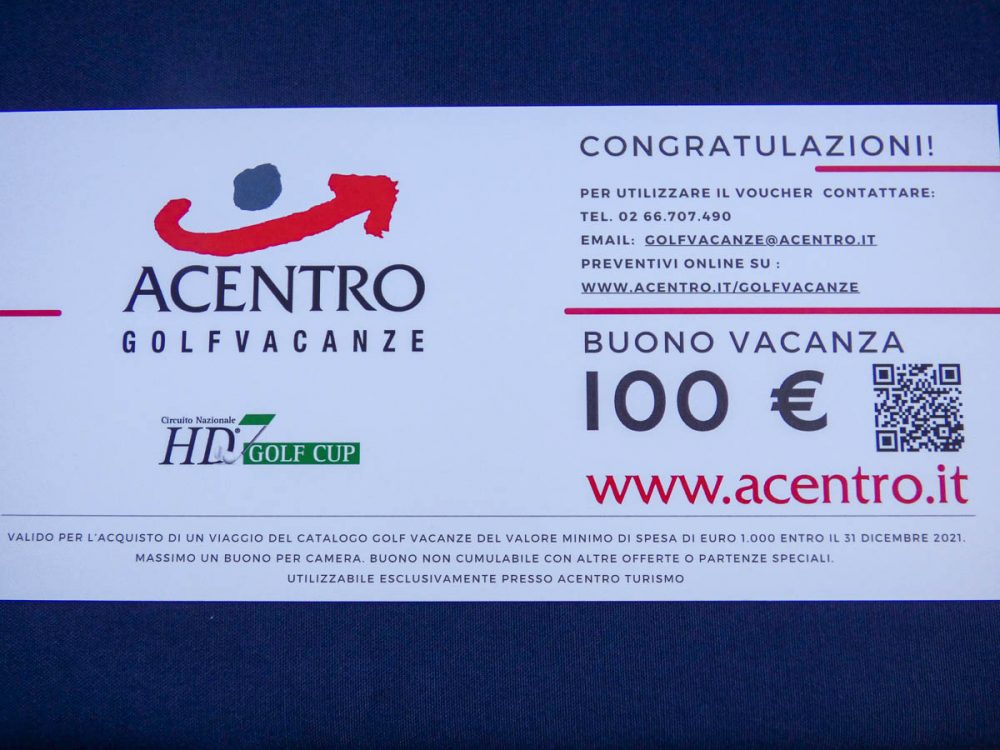 CONGRATULAZIONI!
PER UTILIZZARE IL VOUCHER CONTATTARE:
TEL. 02 66.707.490
EMAIL: GOLFVACANZE@ACENTRO.IT
PREVENTIVI ONLINE SU :
WWW.ACENTRO.IT/GOLFVACANZE
ACENTRO
GOLFVACANZE
BUONO VACANZA
100 €
Circuito Nazionale
HD
GOLF CUP
www.acentro.it
VALIDO PER L'ACQUISTO DI UN VIAGGIO DEL CATALOGO GOLF VACANZE DEL VALORE MINIMO DI SPESA DI EURO 1.000 ENTRO IL 31 DICEMBRE 2021.
MASSIMO UN BUONO PER CAMERA. BUONO NON CUMULABILE CON ALTRE OFFERTE O PARTENZE SPECIALI.
UTILIZZABILE ESCLUSIVAMENTE PRESSO ACENTRO TURISMO